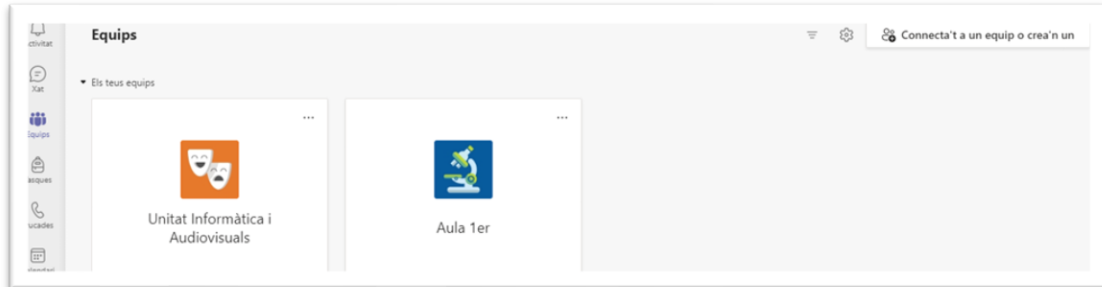 Equips
Connecta't a un equip o crea'n un
ctivitat
Els teus equips
Xat
Equips
asques
ucades
Unitat Informàtica i
Audiovisuals
Aula 1er